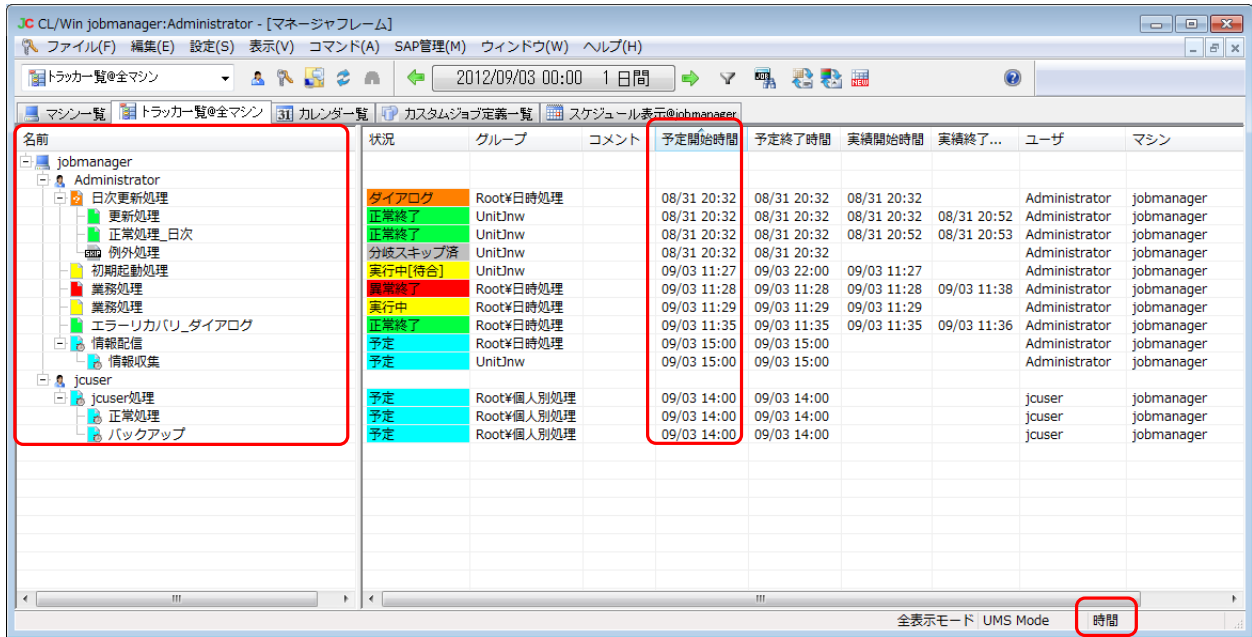 JC CL/Win jobmanager:Administrator - [マネージャフレーム]
ファイル(F) 編集(E) 設定(S) 表示(V) コマンド(A) SAP管理(M) ウィンドウ(W) ヘルプ(H)
トラッカ一覧@全マシン 2012/09/03 00:00 1 日間
マシン一覧 トラッカ一覧@全マシン 31 カレンダ一覧 カスタムジョブ定義一覧 スケジュール表示@jobmanager
名前 状況 グループ コメント 予定開始時間 予定終了時間 実績開始時間 実績終了... ユーザ マシン
jobmanager
Administrator
日次更新処理 ダイアログ Root¥日時処理 08/31 20:32 08/31 20:32 08/31 20:32 Administrator jobmanager
更新処理 正常終了 UnitJnw 08/31 20:32 08/31 20:32 08/31 20:32 08/31 20:52 Administrator jobmanager
正常処理_日次 正常終了 UnitJnw 08/31 20:32 08/31 20:32 08/31 20:52 08/31 20:53 Administrator jobmanager
例外処理 分岐スキップ済 UnitJnw 08/31 20:32 08/31 20:32 Administrator jobmanager
初期起動処理 実行中[待合] UnitJnw 09/03 11:27 09/03 22:00 09/03 11:27 Administrator jobmanager
業務処理 異常終了 Root¥日時処理 09/03 11:28 09/03 11:28 09/03 11:28 09/03 11:38 Administrator jobmanager
業務処理 実行中 Root¥日時処理 09/03 11:29 09/03 11:29 09/03 11:29 Administrator jobmanager
エラーリカバリ_ダイアログ 正常終了 Root¥日時処理 09/03 11:35 09/03 11:35 09/03 11:35 09/03 11:36 Administrator jobmanager
情報配信 予定 Root¥日時処理 09/03 15:00 09/03 15:00 Administrator jobmanager
情報収集 予定 UnitJnw 09/03 15:00 09/03 15:00 Administrator jobmanager
jcuser
jcuser処理 予定 Root¥個人別処理 09/03 14:00 09/03 14:00 jcuser jobmanager
正常処理 予定 Root¥個人別処理 09/03 14:00 09/03 14:00 jcuser jobmanager
バックアップ 予定 Root¥個人別処理 09/03 14:00 09/03 14:00 jcuser jobmanager
全表示モード UMS Mode 時間